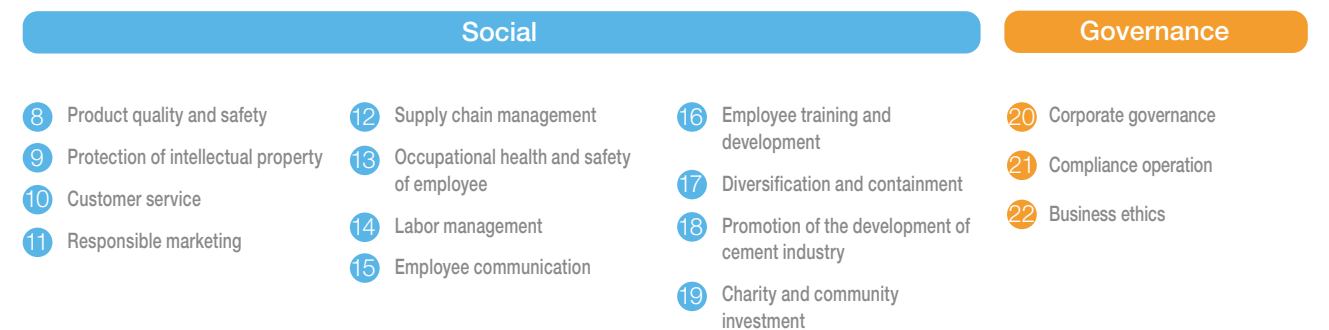 Social
Governance
8 Product quality and safety
9 Protection of intellectual property
10 Customer service
11 Responsible marketing
12 Supply chain management
13 Occupational health and safety
of employee
14 Labor management
15 Employee communication
16 Employee training and
development
17 Diversification and containment
18 Promotion of the development of
cement industry
19 Charity and community
investment
20 Corporate governance
21 Compliance operation
22 Business ethics